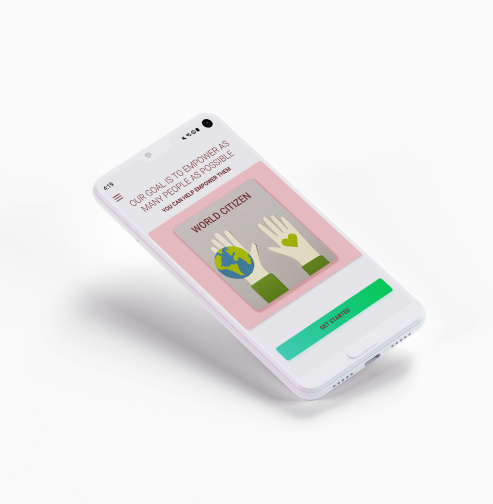 4:19
OUR GOAL IS TO EMPOWER AS
MANY PEOPLE AS POSSIBLE
YOU CAN HELP EMPOWER THEM
WORLD CITIZEN
GET STARTED